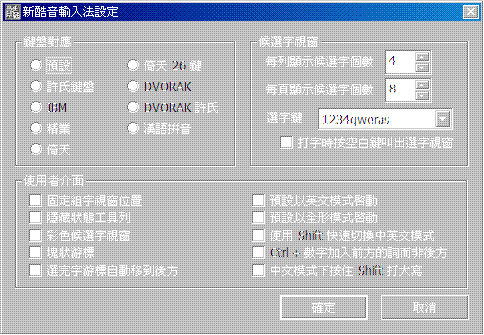 新酷音輸入法設定
鍵盤對應
預設
倚天 26 鍵
許氏鍵盤
DVORAK
IBM
DVORAK 許氏
精業
漢語拼音
倚天
候選字視窗
每列顯示候選字個數 4
每頁顯示候選字個數 8
選字鍵 1234qweras
打字時按空白鍵叫出選字視窗
使用者介面
固定組字視窗位置
預設以英文模式啟動
隱藏狀態工具列
預設以全形模式啟動
彩色候選字視窗
使用 Shift 快速切換中英文模式
塊狀游標
Ctrl + 數字加入前方的詞而非後方
選完字游標自動移到後方
中文模式下按住 Shift 打大寫
確定
取消